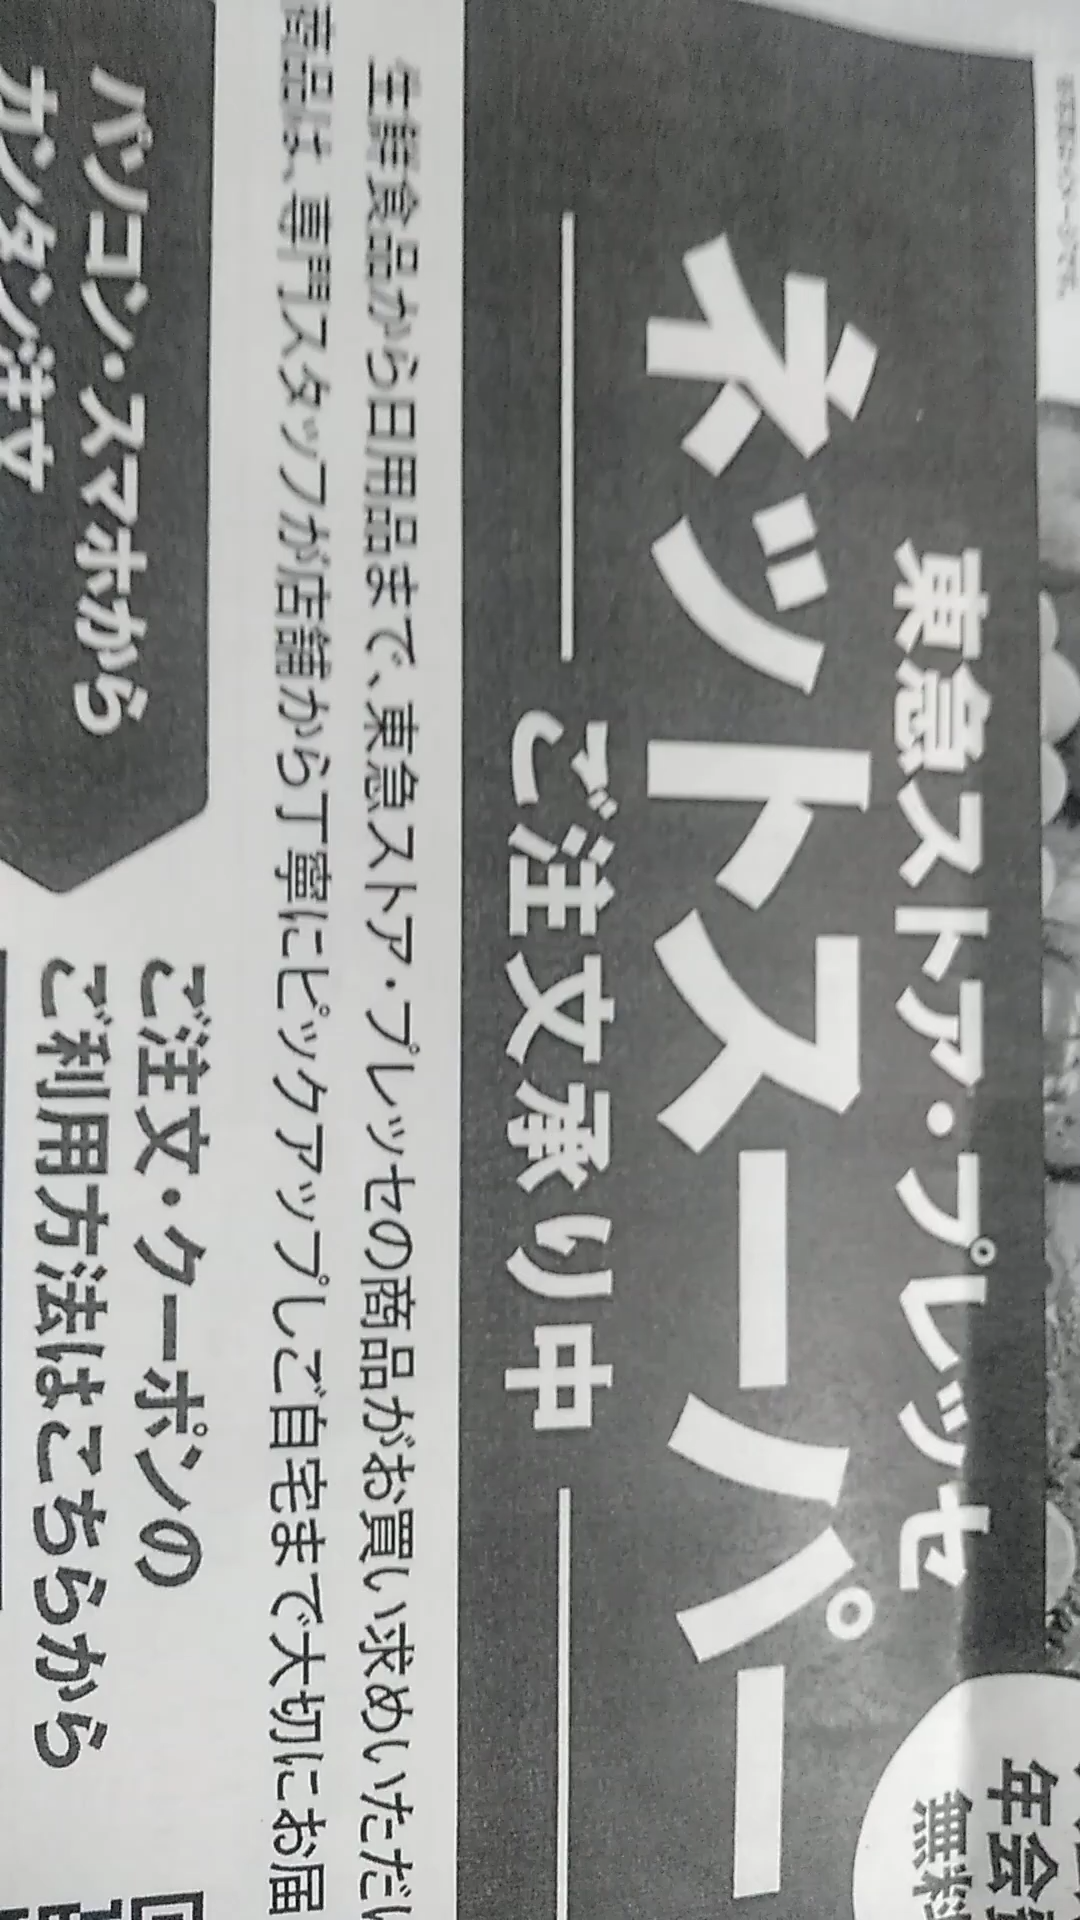 東急ストア・プレッセ
ネットスーパー
ご注文承り中
生鮮食品から日用品まで、東急ストア・プレッセの商品がお買い求めいただ
商品は、専門スタッフが店舗から丁寧にピックアップしご自宅まで大切にお届
パソコン・スマホから
カンタン注文
ご注文・クーポンの
ご利用方法はこちらから
年会
無料